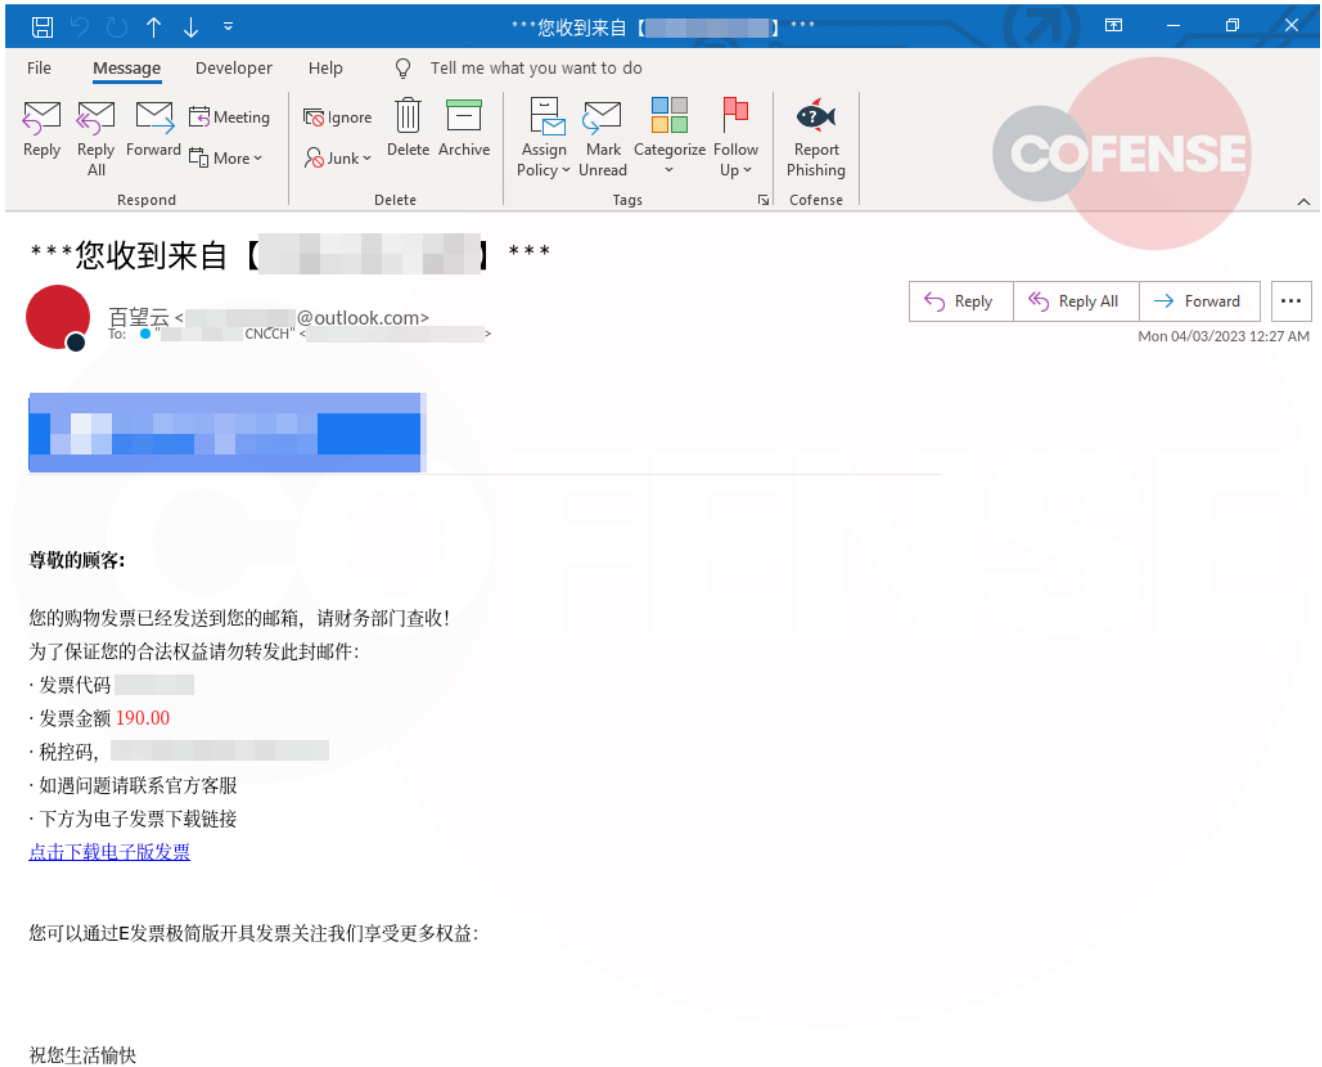 ***您收到来自【 】***
File Message Developer Help Tell me what you want to do
Reply Reply All Forward Meeting More Ignore Junk Delete Archive Assign Policy Mark Unread Categorize Follow Up Report Phishing
Respond Delete Tags Cofense
COFENSE
***您收到来自【 】***
百望云 < @outlook.com>
To: " CNCCH" < >
Reply Reply All Forward ...
Mon 04/03/2023 12:27 AM
COFENSE
尊敬的顾客:
您的购物发票已经发送到您的邮箱，请财务部门查收！
为了保证您的合法权益请勿转发此封邮件：
· 发票代码
· 发票金额 190.00
· 税控码，
· 如遇问题请联系官方客服
· 下方为电子发票下载链接
点击下载电子版发票
您可以通过E发票极简版开具发票关注我们享受更多权益：
祝您生活愉快